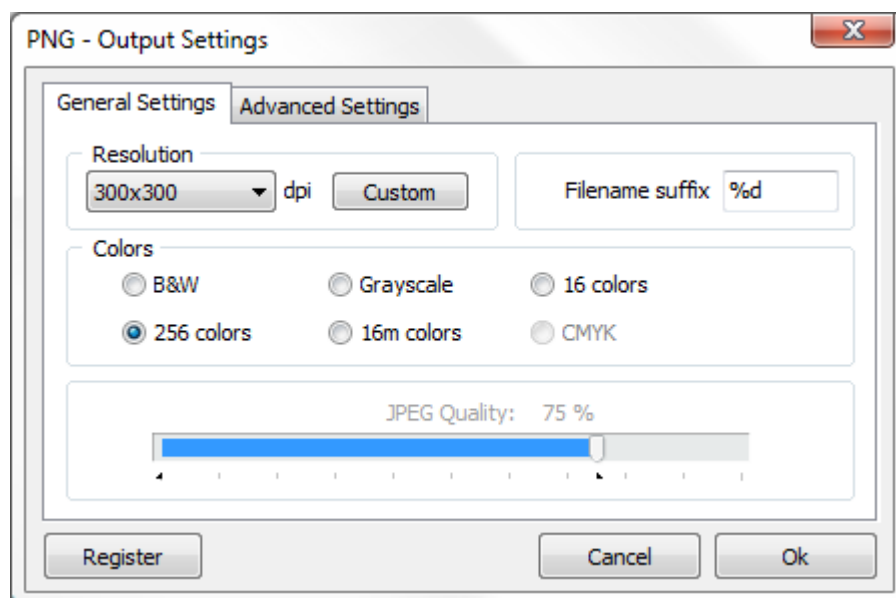 PNG - Output Settings
General Settings
Advanced Settings
Resolution
300x300 dpi Custom
Filename suffix %d
Colors
B&W Grayscale 16 colors
256 colors 16m colors CMYK
JPEG Quality: 75 %
Register Cancel Ok